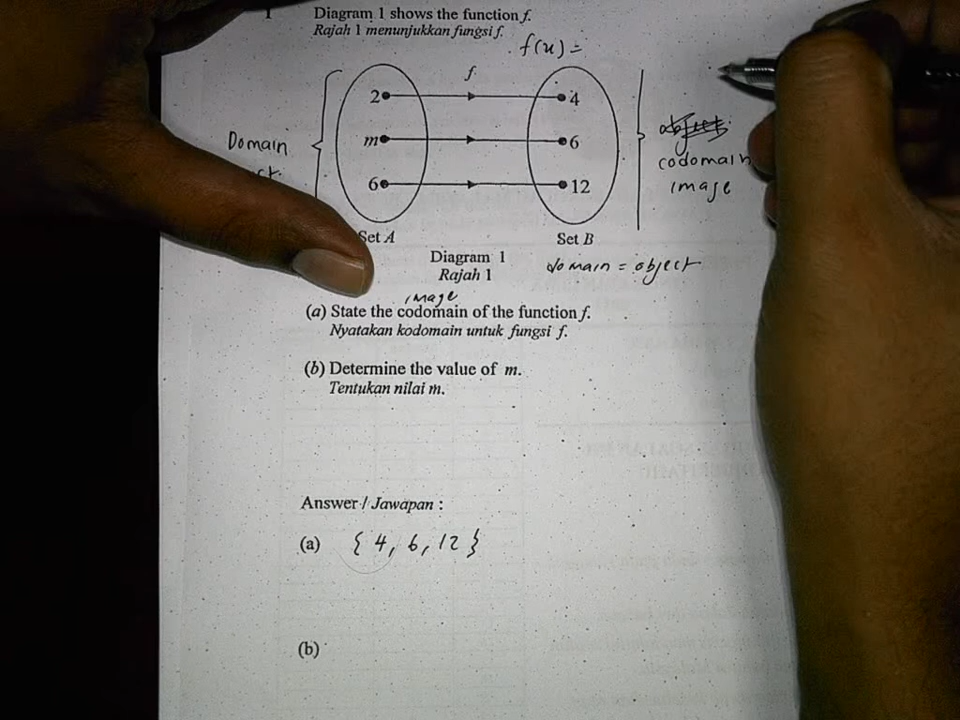 1 Diagram 1 shows the function f.
Rajah 1 menunjukkan fungsi f.
f(x) =
f
2 4
m 6
6 12
Domain
codomain
image
Set A Set B
Diagram 1
Rajah 1
domain = object
image
(a) State the codomain of the function f.
Nyatakan kodomain untuk fungsi f.
(b) Determine the value of m.
Tentukan nilai m.
Answer / Jawapan :
(a) { 4, 6, 12 }
(b)